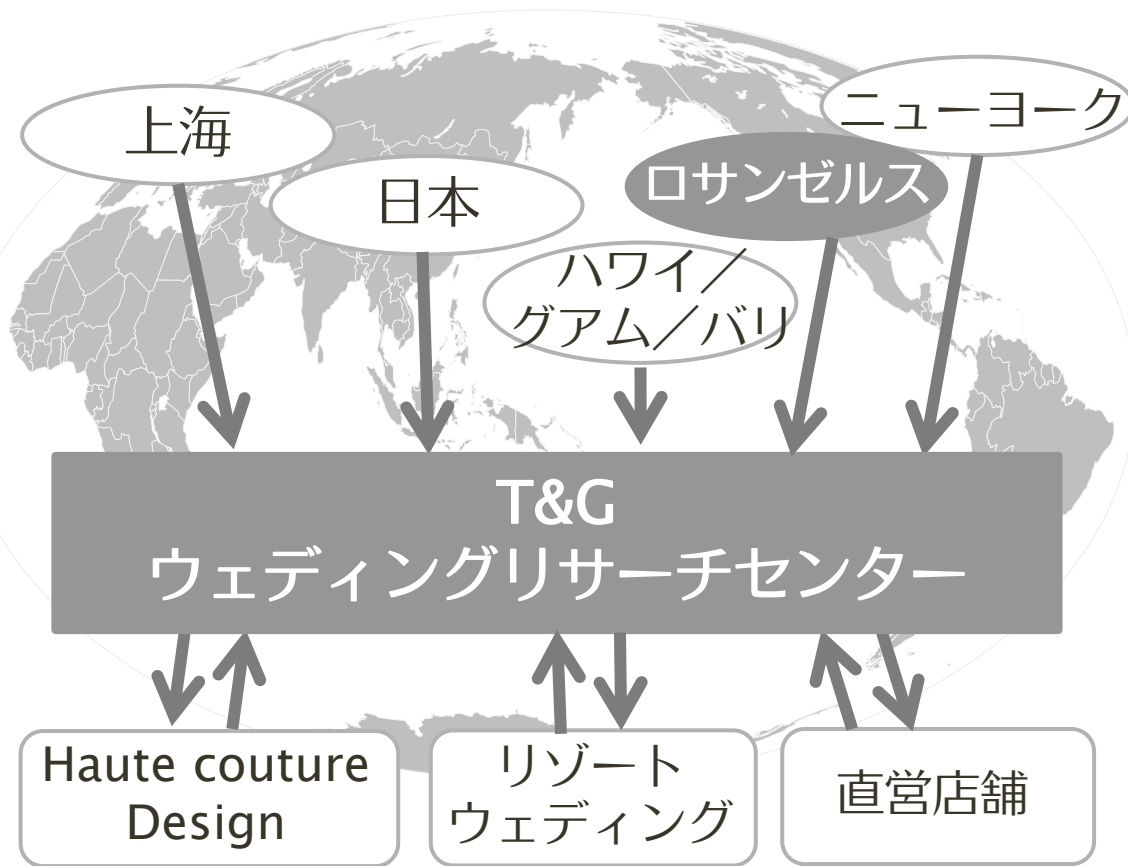 上海
日本
ハワイ／
グアム／バリ
ロサンゼルス
ニューヨーク
T&G
ウェディングリサーチセンター
Haute couture
Design
リゾート
ウェディング
直営店舗